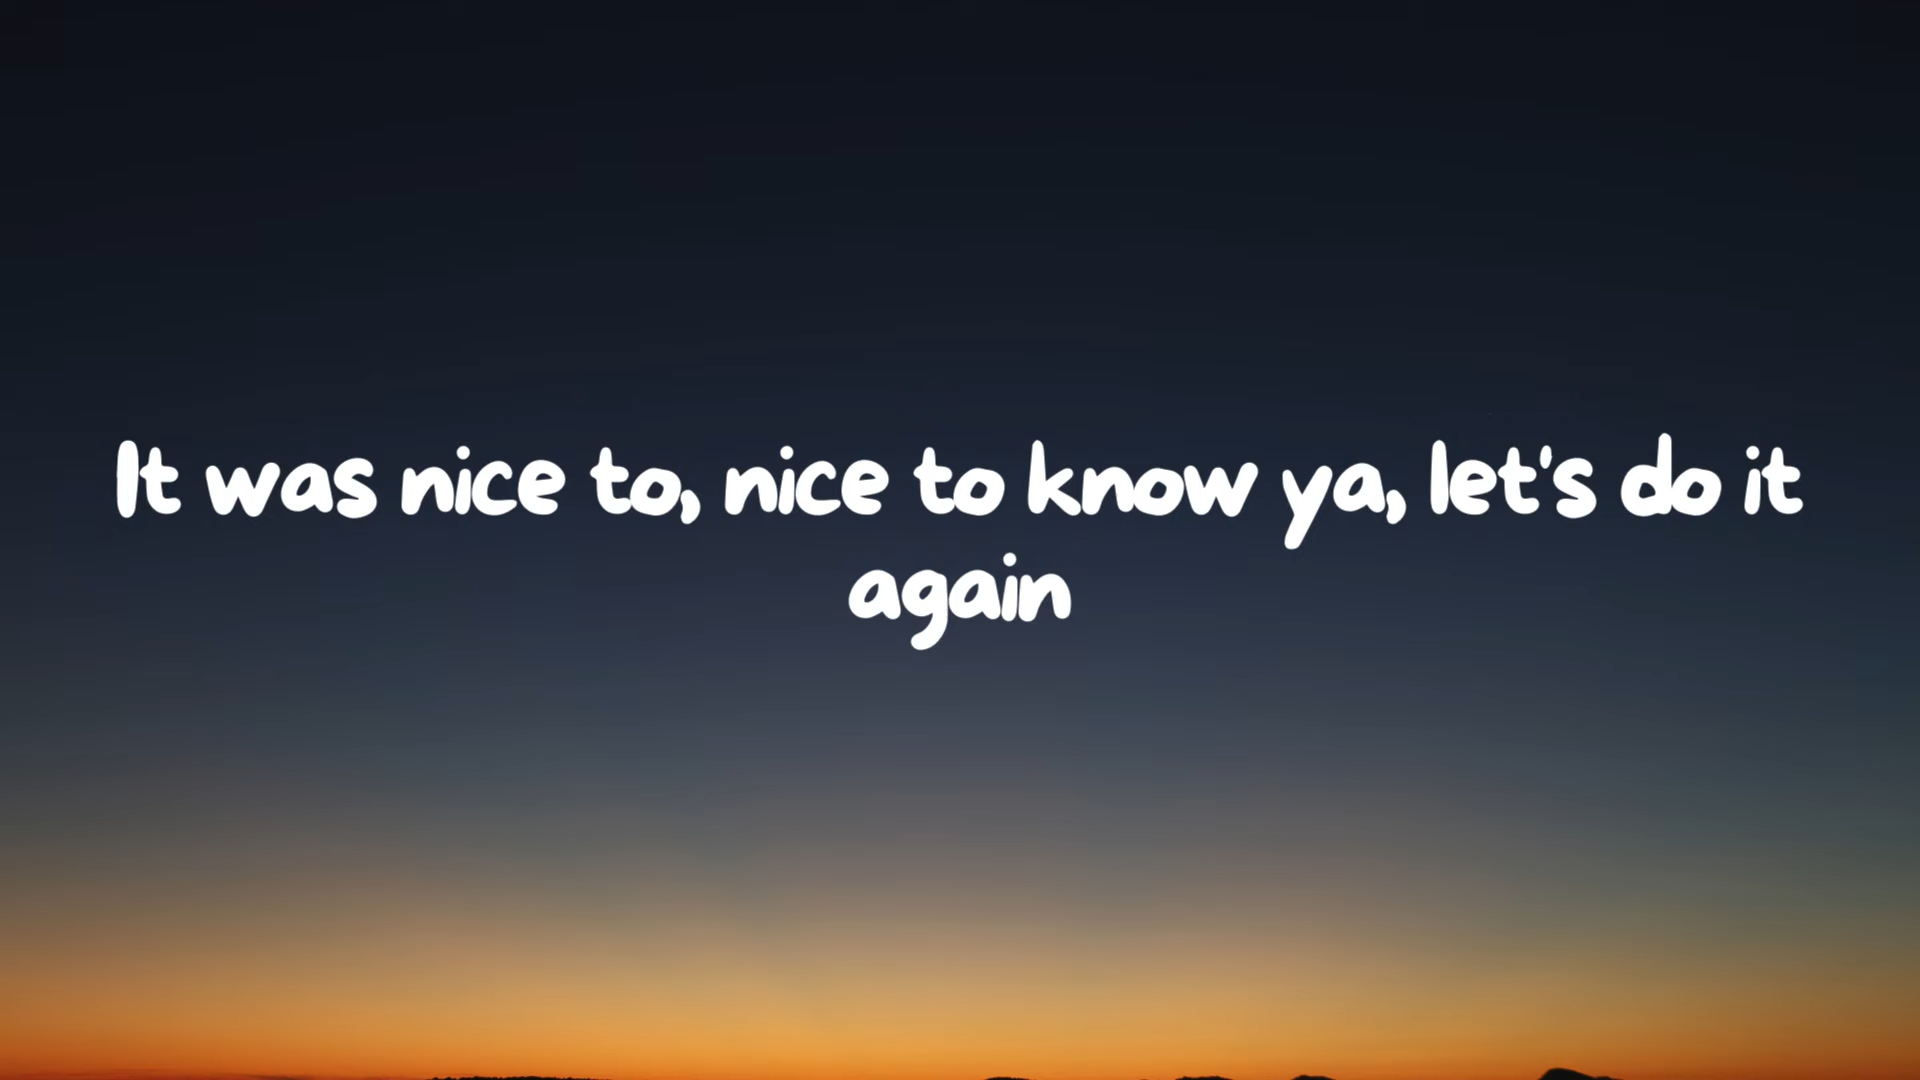 It was nice to, nice to know ya, let's do it
again